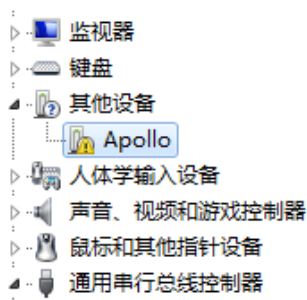 监视器
键盘
其他设备
Apollo
人体学输入设备
声音、视频和游戏控制器
鼠标和其他指针设备
通用串行总线控制器